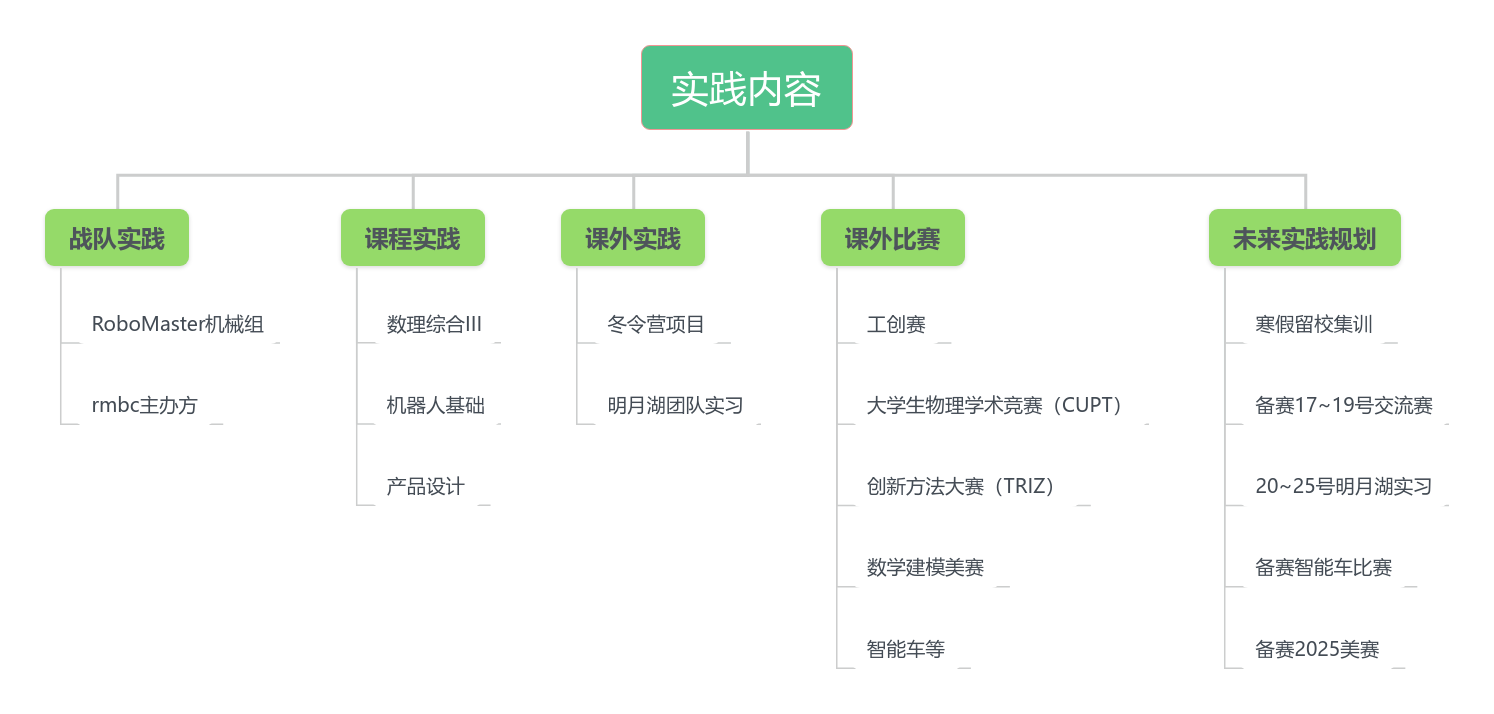 实践内容
战队实践
RoboMaster机械组
rmbc主办方
课程实践
数理综合III
机器人基础
产品设计
课外实践
冬令营项目
明月湖团队实习
课外比赛
工创赛
大学生物理学术竞赛（CUPT）
创新方法大赛（TRIZ）
数学建模美赛
智能车等
未来实践规划
寒假留校集训
备赛17~19号交流赛
20~25号明月湖实习
备赛智能车比赛
备赛2025美赛